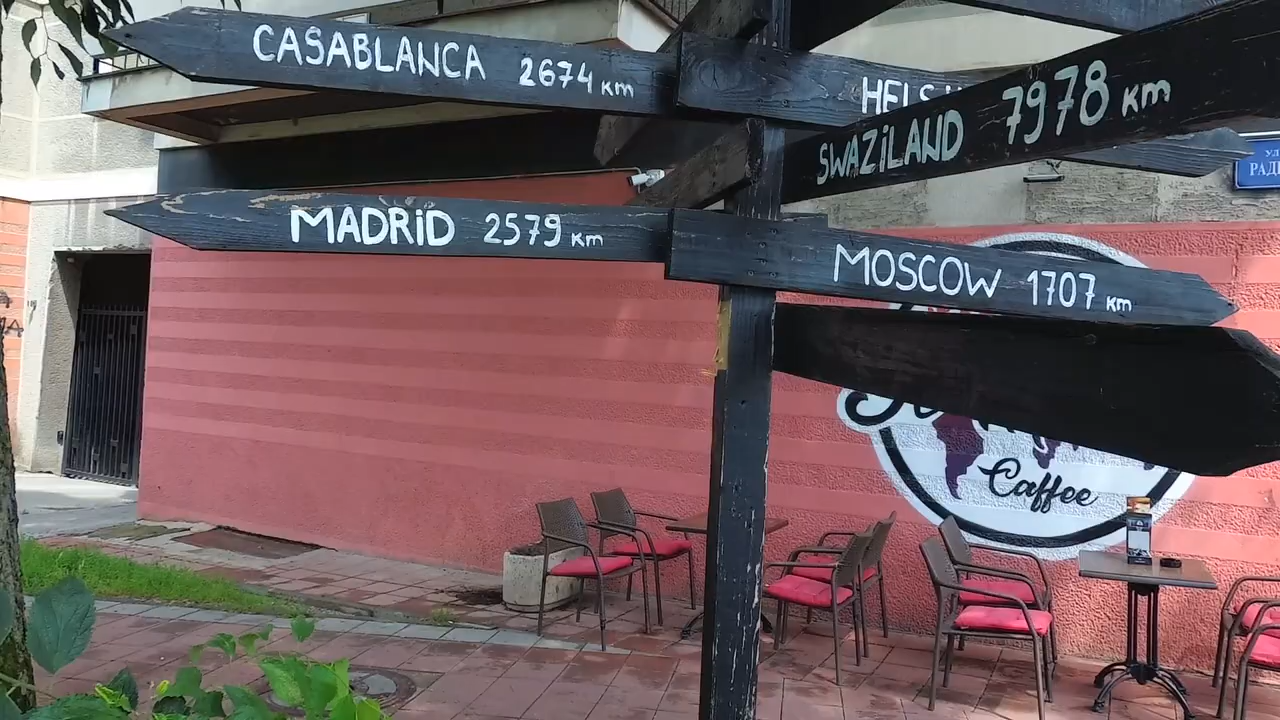 CASABLANCA 2674 km
SWAZiLAND 7978 km
MADRiD 2579 km
MOSCOW 1707 km
Caffee